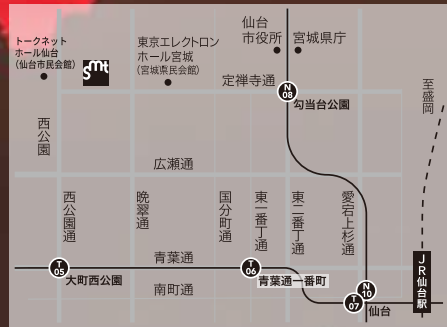 トークネット
ホール仙台
(仙台市民会館)
smt
東京エレクトロン
ホール宮城
(宮城県民会館)
仙台
市役所
宮城県庁
定禅寺通
N
08
勾当台公園
至盛岡
西公園
広瀬通
西公園通
晩翠通
国分町通
東一番丁通
東二番丁通
愛宕上杉通
青葉通
T
05
大町西公園
T
06
青葉通一番町
南町通
N
10
T
07
仙台
JR仙台駅